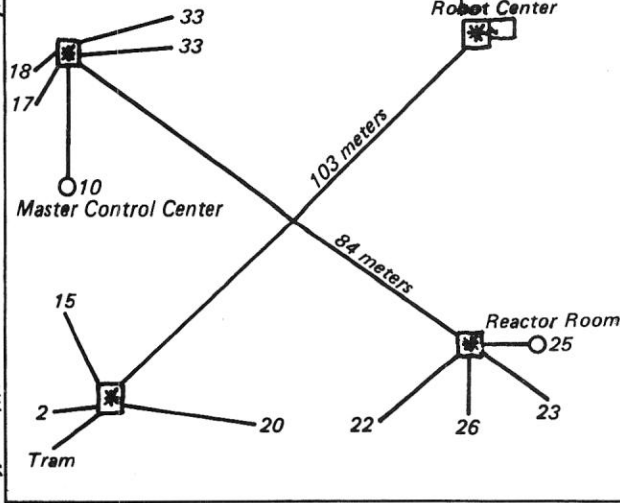 33
Robot Center
33
18
17
103 meters
10
Master Control Center
84 meters
15
Reactor Room
25
2
20
22
26
23
Tram